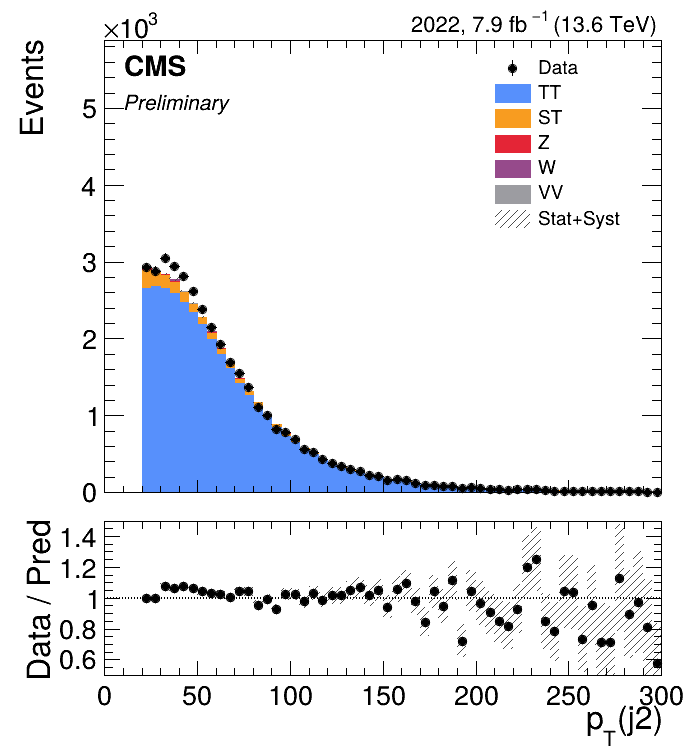 ×10³
2022, 7.9 fb⁻¹ (13.6 TeV)
Events
CMS
Preliminary
Data
TT
ST
Z
W
VV
Stat+Syst
5
4
3
2
1
0
Data / Pred
1.4
1.2
1
0.8
0.6
0 50 100 150 200 250 300
p_T(j2)